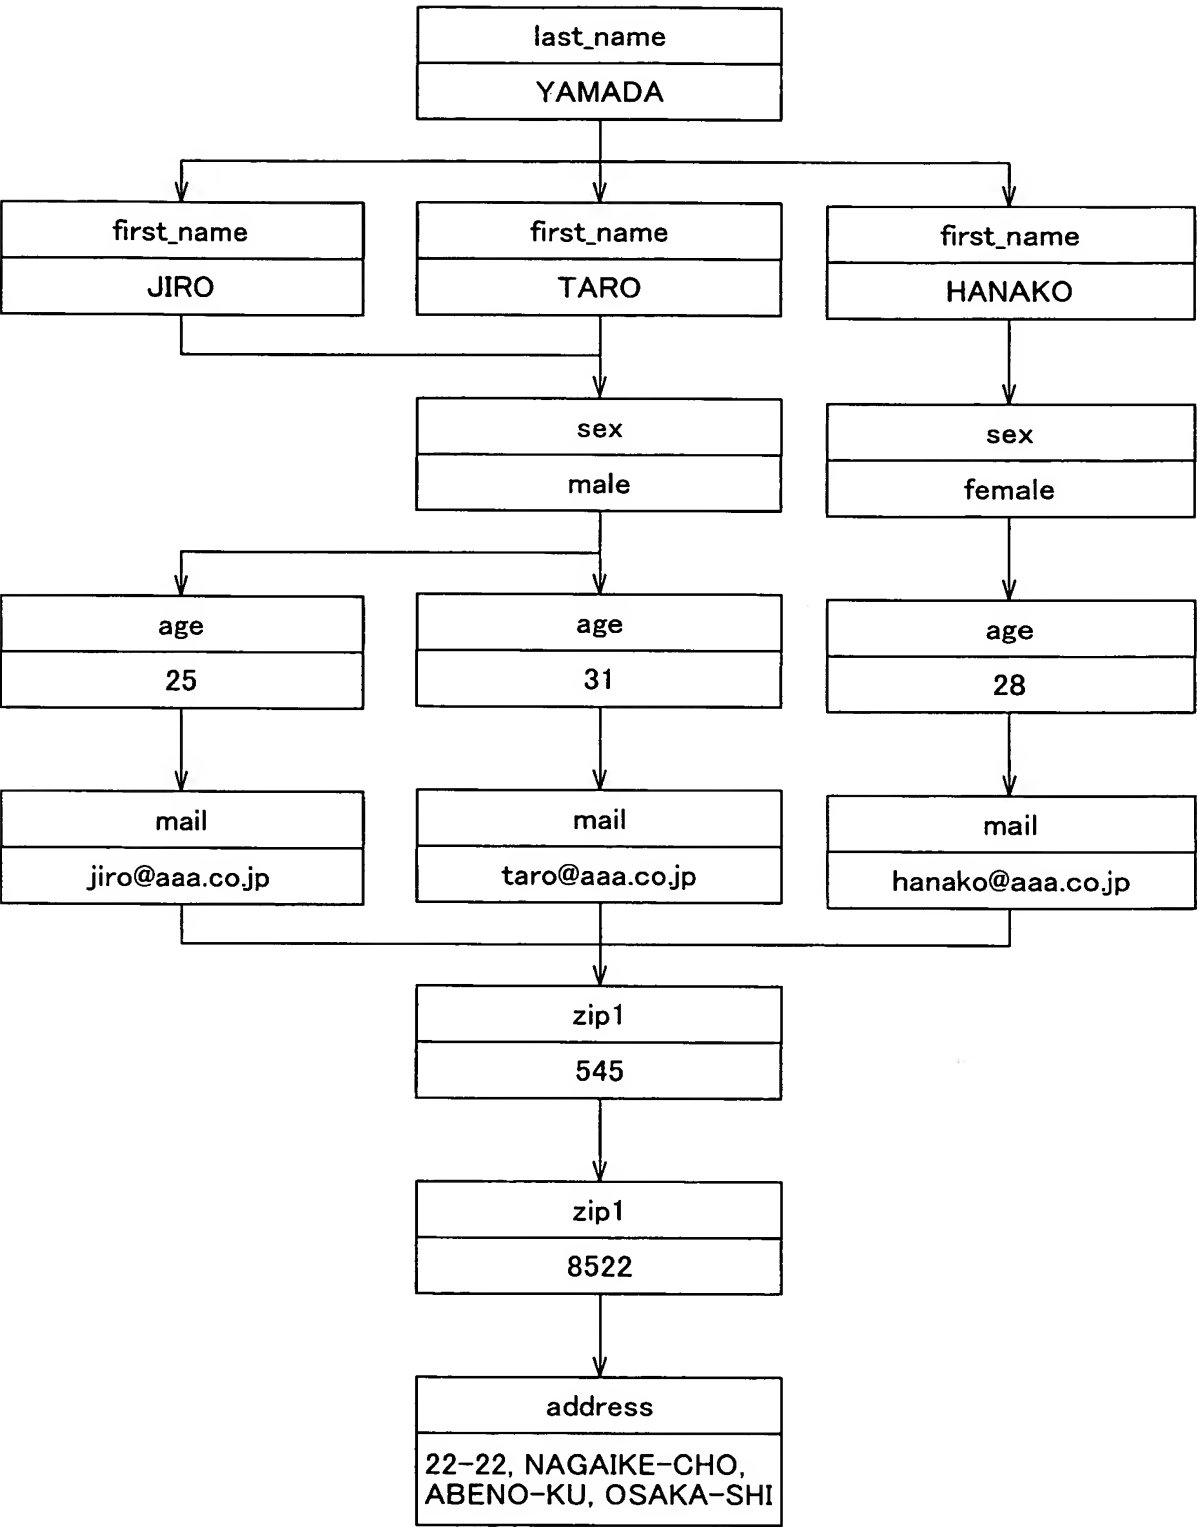 last_name
YAMADA
first_name
JIRO
first_name
TARO
first_name
HANAKO
sex
male
sex
female
age
25
age
31
age
28
mail
jiro@aaa.co.jp
mail
taro@aaa.co.jp
mail
hanako@aaa.co.jp
zip1
545
zip1
8522
address
22-22, NAGAIKE-CHO,
ABENO-KU, OSAKA-SHI